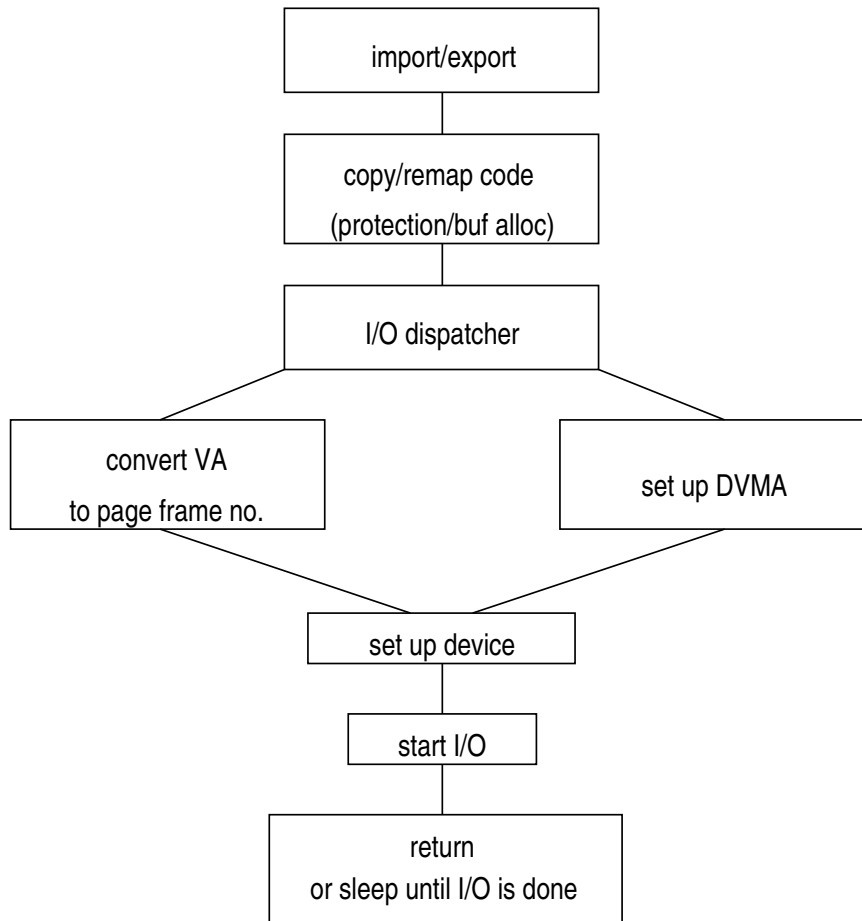 import/export
copy/remap code
(protection/buf alloc)
I/O dispatcher
convert VA
to page frame no.
set up DVMA
set up device
start I/O
return
or sleep until I/O is done